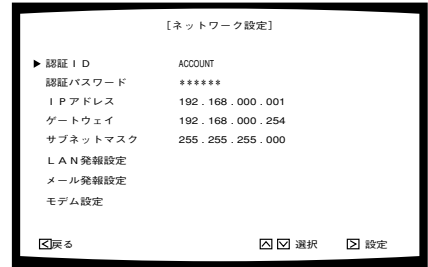 [ネットワーク設定]
▶ 認証ＩＤ ACCOUNT
認証パスワード ******
ＩＰアドレス 192 . 168 . 000 . 001
ゲートウェイ 192 . 168 . 000 . 254
サブネットマスク 255 . 255 . 255 . 000
ＬＡＮ発報設定
メール発報設定
モデム設定
戻る 選択 設定